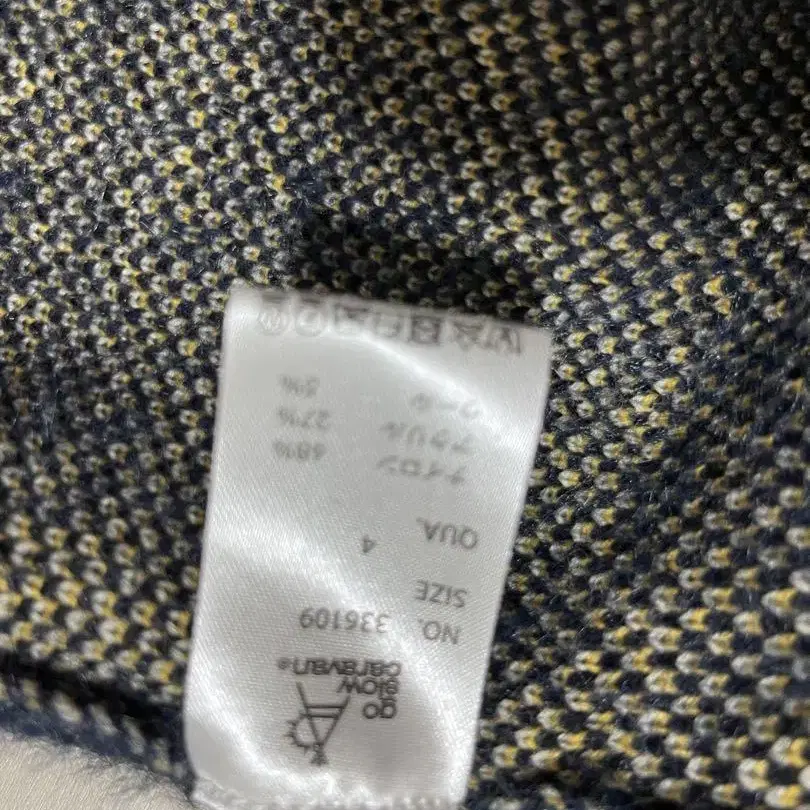 go
slow
caravan®
NO. 336109
SIZE 4
QUA.
ナイロン 68%
アクリル 27%
ウール 5%